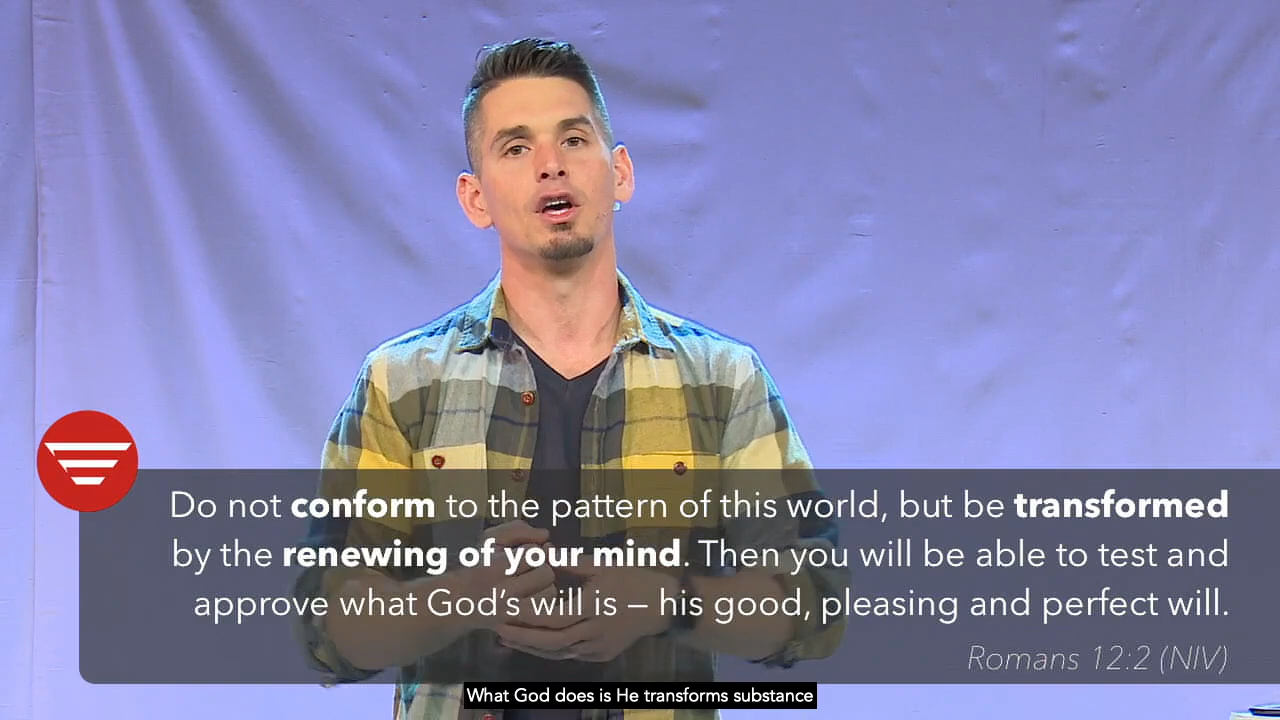 Do not conform to the pattern of this world, but be transformed
by the renewing of your mind. Then you will be able to test and
approve what God’s will is – his good, pleasing and perfect will.
Romans 12:2 (NIV)
What God does is He transforms substance